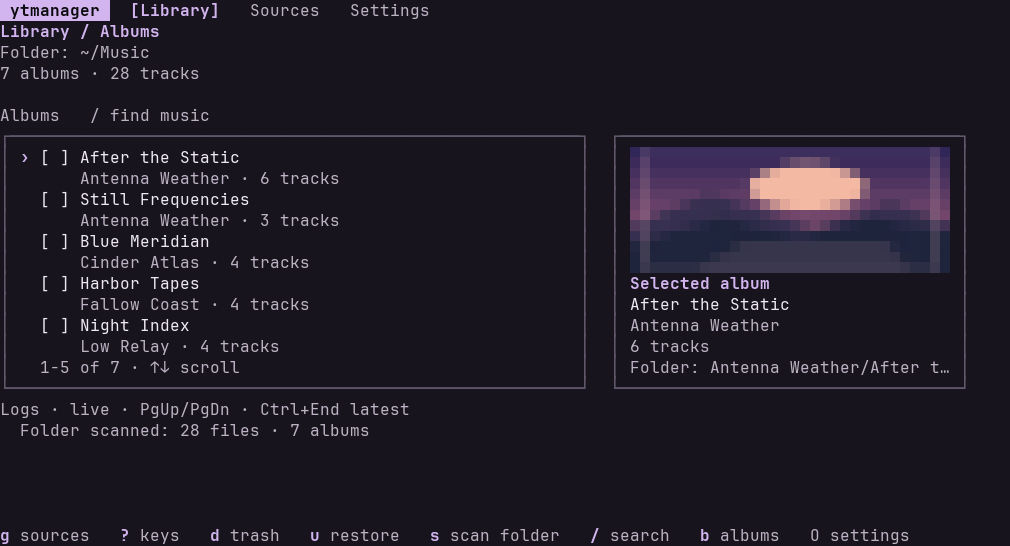 ytmanager [Library] Sources Settings
Library / Albums
Folder: ~/Music
7 albums · 28 tracks
Albums / find music
› [ ] After the Static
Antenna Weather · 6 tracks
[ ] Still Frequencies
Antenna Weather · 3 tracks
[ ] Blue Meridian
Cinder Atlas · 4 tracks
[ ] Harbor Tapes
Fallow Coast · 4 tracks
[ ] Night Index
Low Relay · 4 tracks
1-5 of 7 · ↑↓ scroll
Selected album
After the Static
Antenna Weather
6 tracks
Folder: Antenna Weather/After t…
Logs · live · PgUp/PgDn · Ctrl+End latest
Folder scanned: 28 files · 7 albums
g sources ? keys d trash u restore s scan folder / search b albums O settings